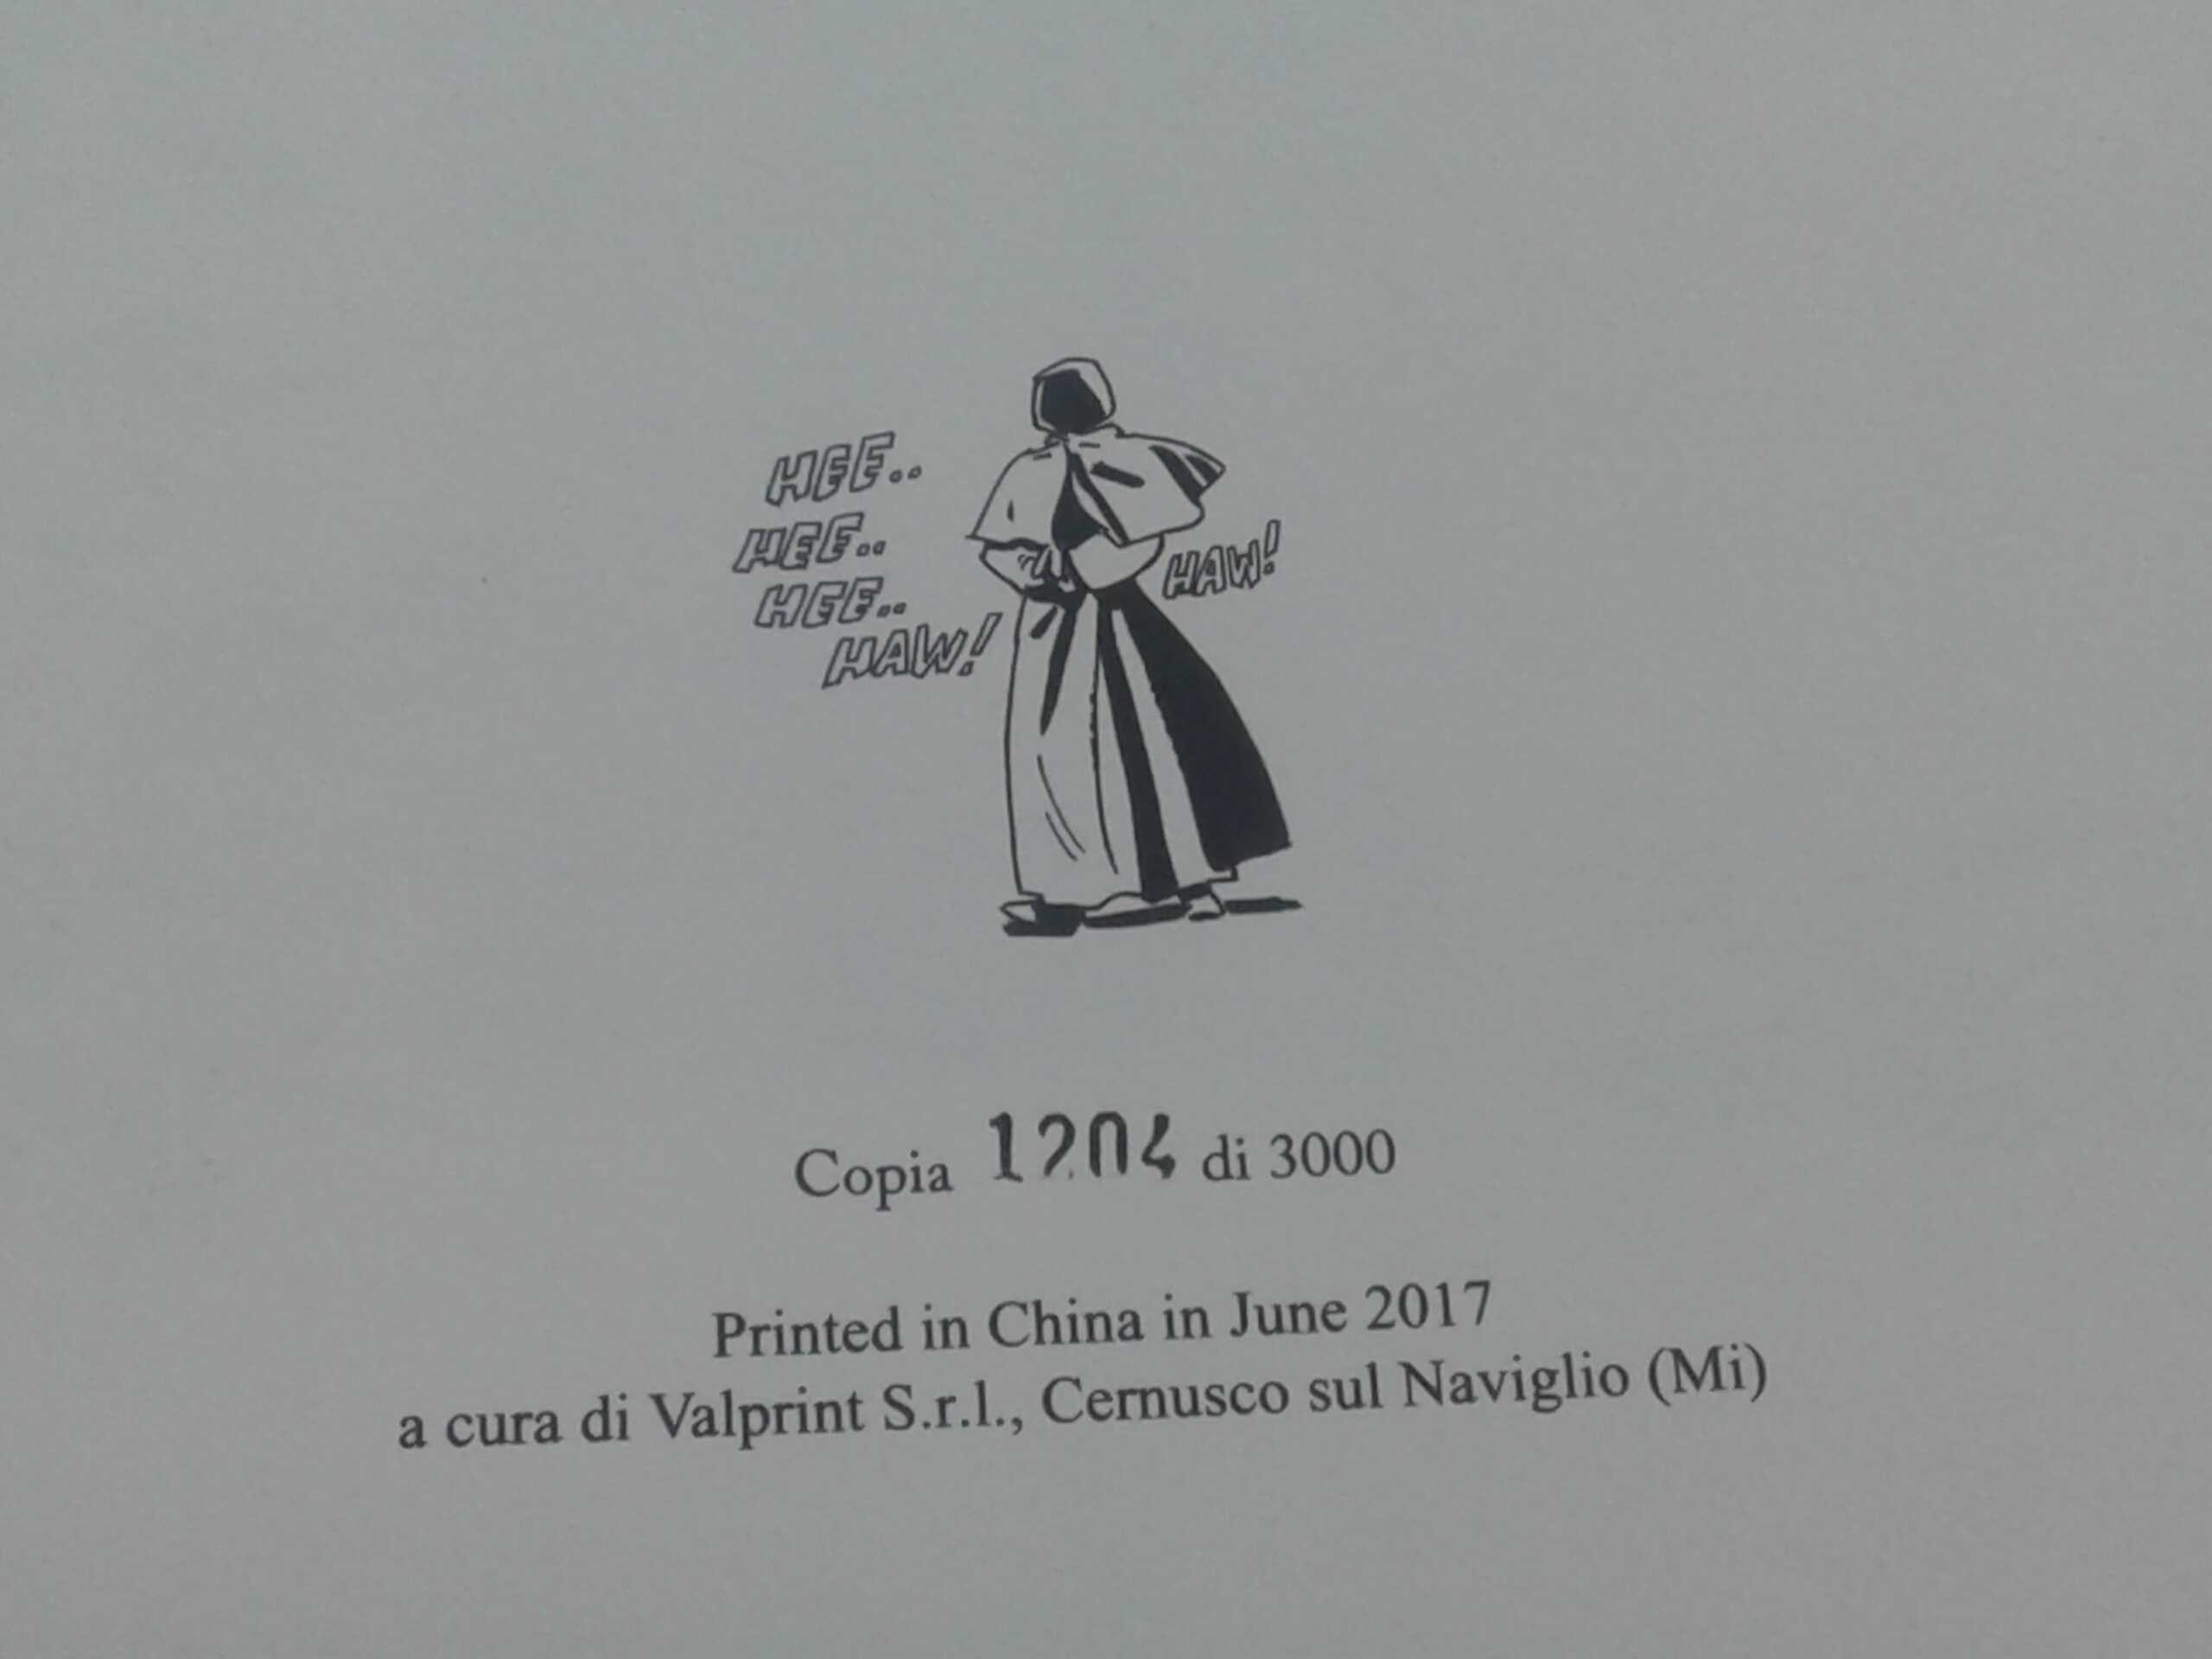 HEE..
HEE..
HEE..
HAW!
HAW!
Copia 1204 di 3000
Printed in China in June 2017
a cura di Valprint S.r.l., Cernusco sul Naviglio (Mi)